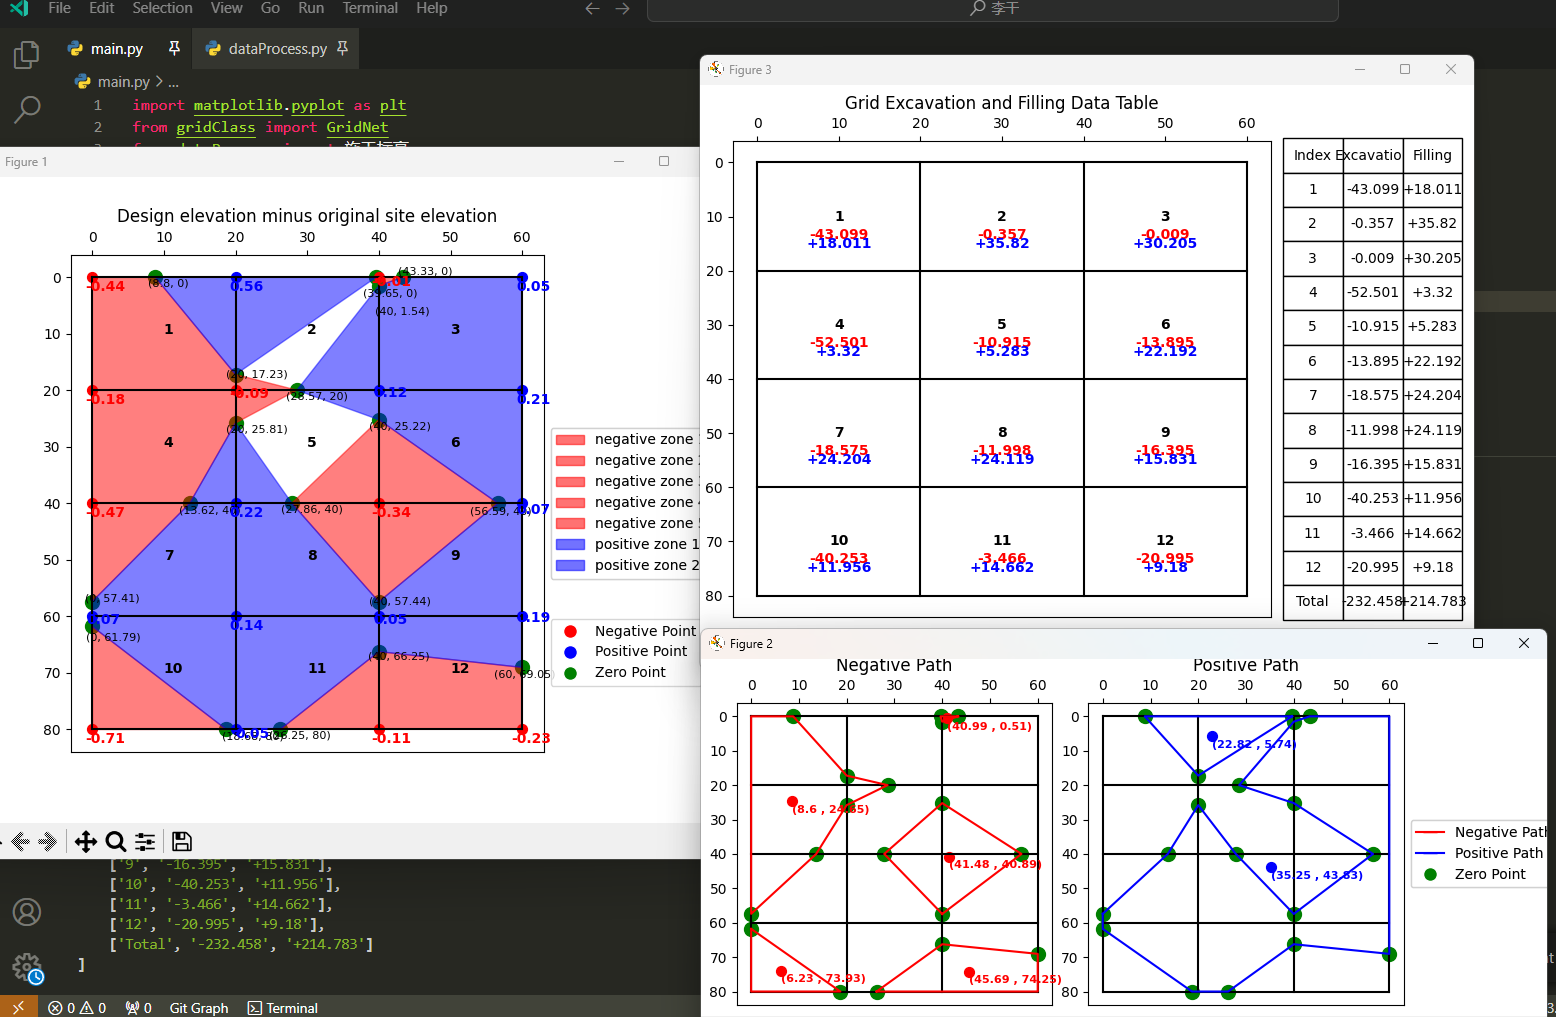 File Edit Selection View Go Run Terminal Help
李干
main.py
dataProcess.py
main.py > ...
1 import matplotlib.pyplot as plt
2 from gridClass import GridNet
Figure 1
Design elevation minus original site elevation
0 10 20 30 40 50 60
0
10
20
30
40
50
60
70
80
-0.44
(8.8, 0)
0.56
(39.65, 0)
(43.33, 0)
(40, 1.54)
0.05
1
2
3
(20, 17.23)
-0.18
-0.09
(28.57, 20)
0.12
0.21
(20, 25.81)
(40, 25.22)
4
5
6
-0.47
0.22
(27.86, 40)
-0.34
0.07
7
8
9
(0, 57.41)
(40, 57.44)
0.07
0.14
0.05
0.19
(0, 61.79)
(40, 66.25)
10
11
12
(60, 69.05)
-0.71
-0.11
-0.23
negative zone
negative zone
negative zone
negative zone
negative zone
positive zone 1
positive zone 2
Negative Point
Positive Point
Zero Point
['9', '-16.395', '+15.831'],
['10', '-40.253', '+11.956'],
['11', '-3.466', '+14.662'],
['12', '-20.995', '+9.18'],
['Total', '-232.458', '+214.783']
]
0 0 0 Git Graph Terminal
Figure 3
Grid Excavation and Filling Data Table
0 10 20 30 40 50 60
0
10
20
30
40
50
60
70
80
1
-43.099
+18.011
2
-0.357
+35.82
3
-0.009
+30.205
4
-52.501
+3.32
5
-10.915
+5.283
6
-13.895
+22.192
7
-18.575
+24.204
8
-11.998
+24.119
9
-16.395
+15.831
10
-40.253
+11.956
11
-3.466
+14.662
12
-20.995
+9.18
Index Excavatio Filling
1 -43.099 +18.011
2 -0.357 +35.82
3 -0.009 +30.205
4 -52.501 +3.32
5 -10.915 +5.283
6 -13.895 +22.192
7 -18.575 +24.204
8 -11.998 +24.119
9 -16.395 +15.831
10 -40.253 +11.956
11 -3.466 +14.662
12 -20.995 +9.18
Total -232.458 +214.783
Figure 2
Negative Path
0 10 20 30 40 50 60
0
10
20
30
40
50
60
70
80
(40.99 , 0.51)
(41.48 , 40.89)
(6.23 , 73.93)
(45.69 , 74.25)
Positive Path
0 10 20 30 40 50 60
0
10
20
30
40
50
60
70
80
(22.82 , 5.74)
(35.25 , 43.83)
Negative Path
Positive Path
Zero Point